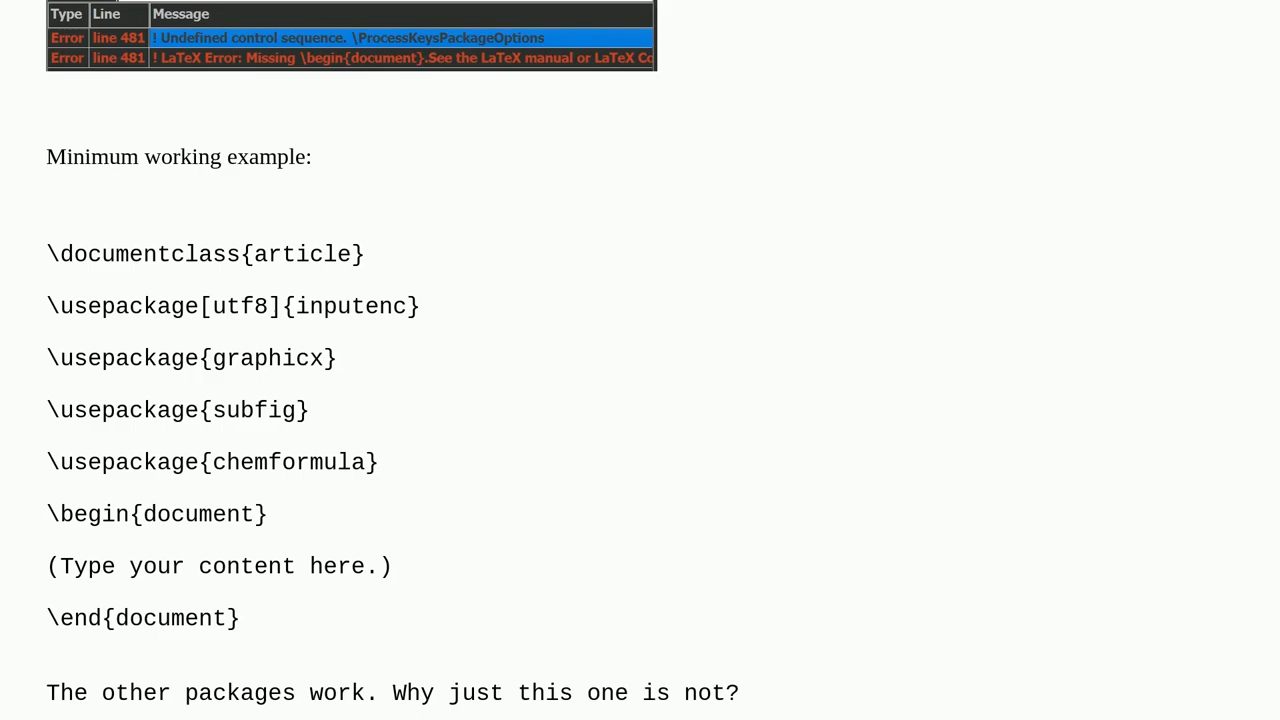 Type Line Message
Error line 481 ! Undefined control sequence. \ProcessKeysPackageOptions
Error line 481 ! LaTeX Error: Missing \begin{document}.See the LaTeX manual or LaTeX Co
Minimum working example:
\documentclass{article}
\usepackage[utf8]{inputenc}
\usepackage{graphicx}
\usepackage{subfig}
\usepackage{chemformula}
\begin{document}
(Type your content here.)
\end{document}
The other packages work. Why just this one is not?